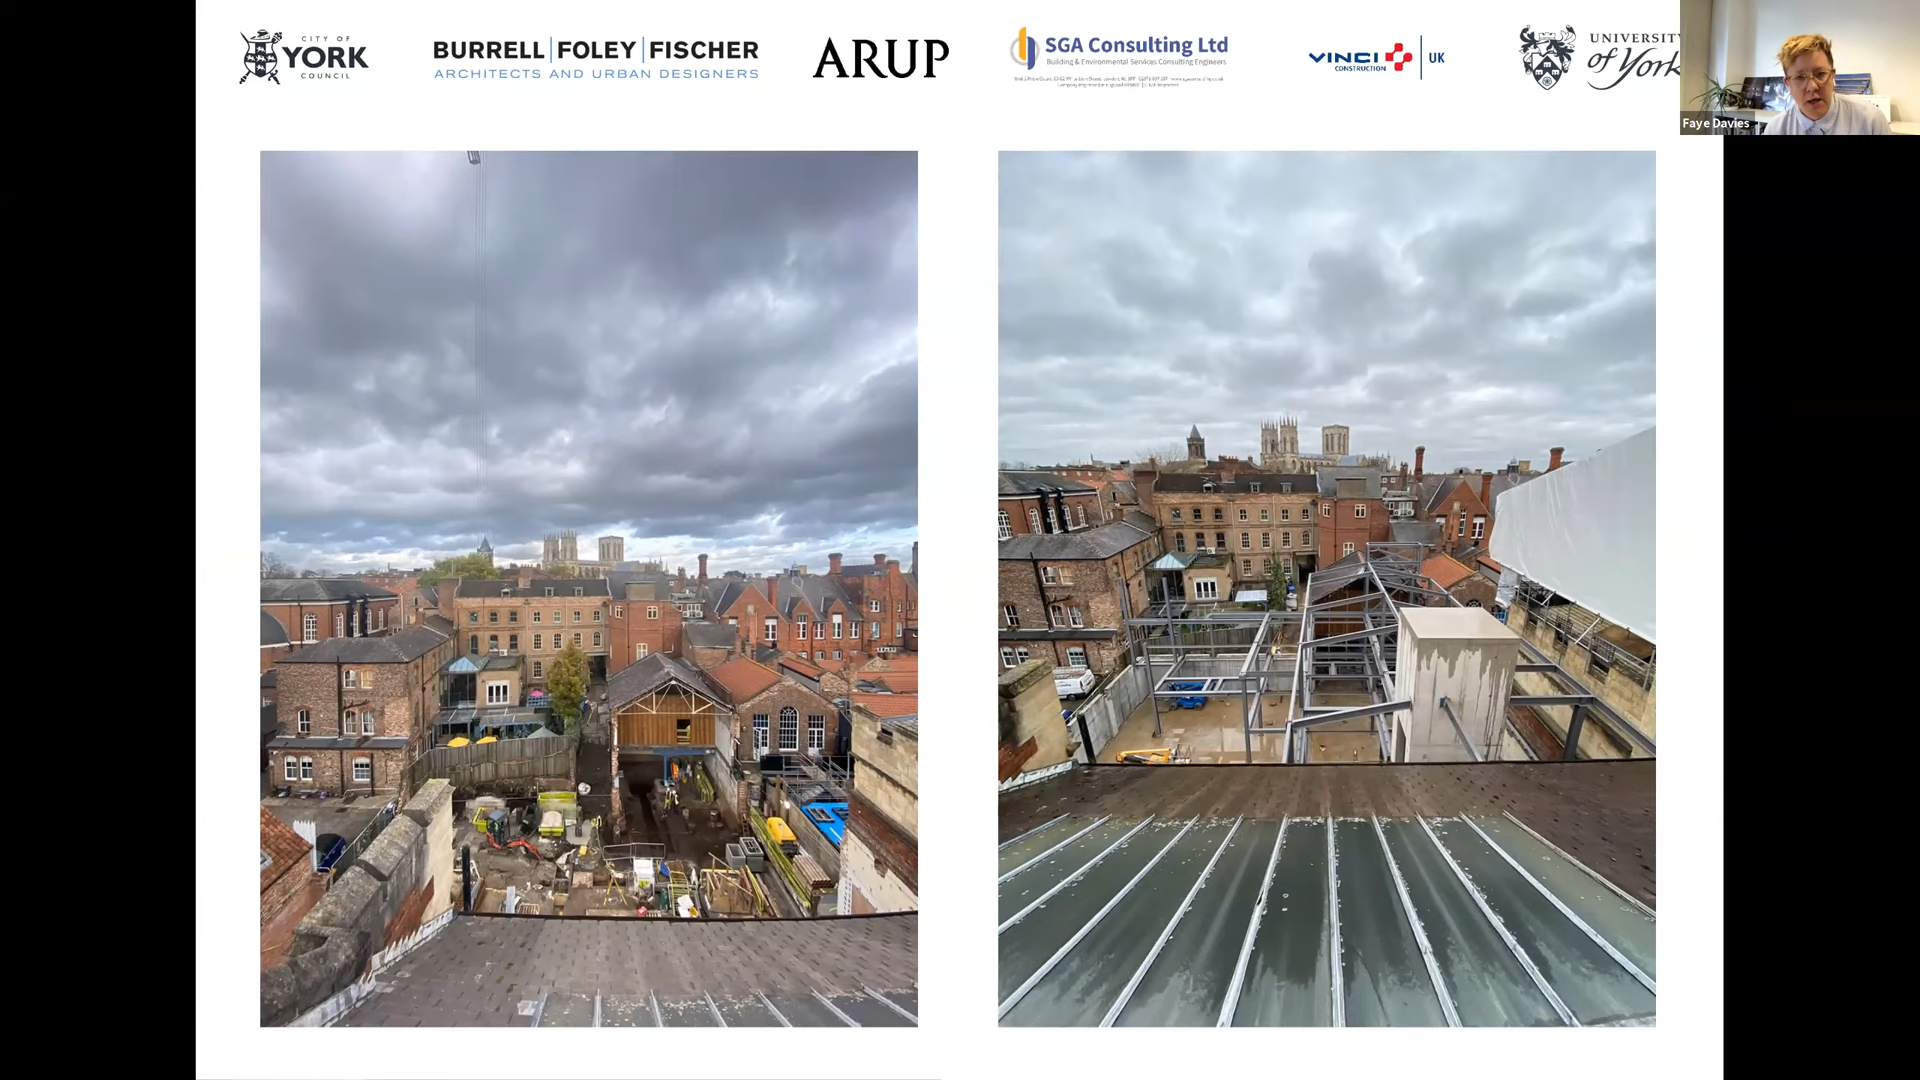 CITY OF
YORK
COUNCIL
BURRELL|FOLEY|FISCHER
ARCHITECTS AND URBAN DESIGNERS
ARUP
SGA Consulting Ltd
Building & Environmental Services Consulting Engineers
VINCI
CONSTRUCTION
UK
UNIVERSITY
of York
Faye Davies